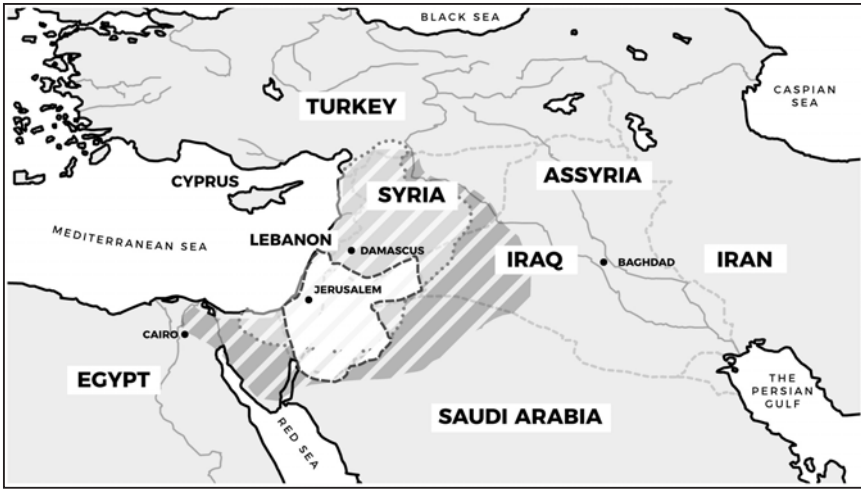 BLACK SEA
CASPIAN
SEA
TURKEY
CYPRUS
SYRIA
ASSYRIA
MEDITERRANEAN SEA
LEBANON
DAMASCUS
IRAQ
BAGHDAD
IRAN
JERUSALEM
CAIRO
EGYPT
THE
PERSIAN
GULF
SAUDI ARABIA
RED SEA